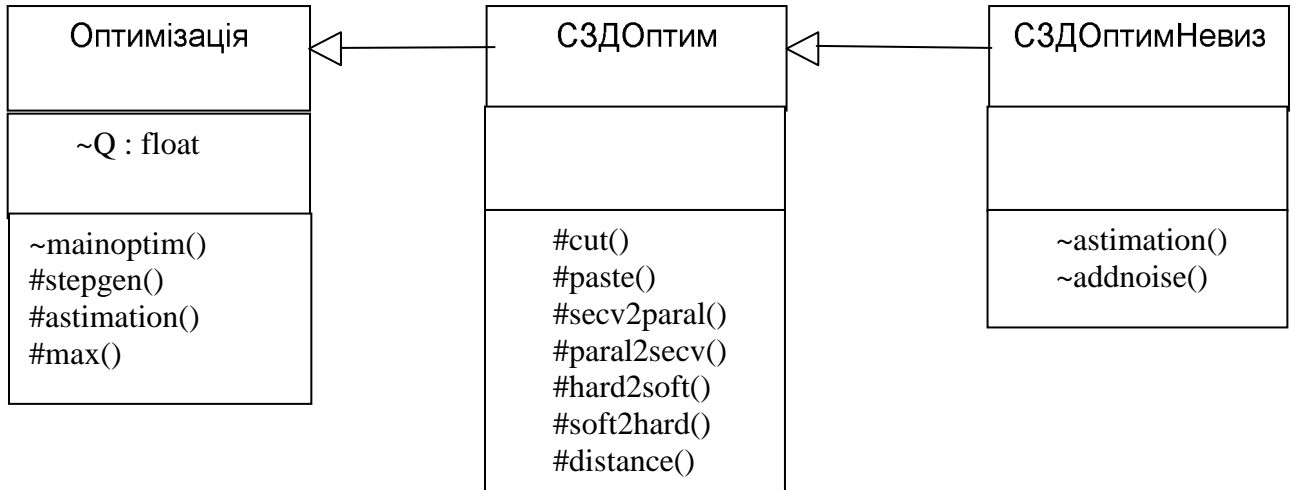 Оптимізація
~Q : float
~mainoptim()
#stepgen()
#astimation()
#max()
СЗДОптим
#cut()
#paste()
#secv2paral()
#paral2secv()
#hard2soft()
#soft2hard()
#distance()
СЗДОптимНевиз
~astimation()
~addnoise()